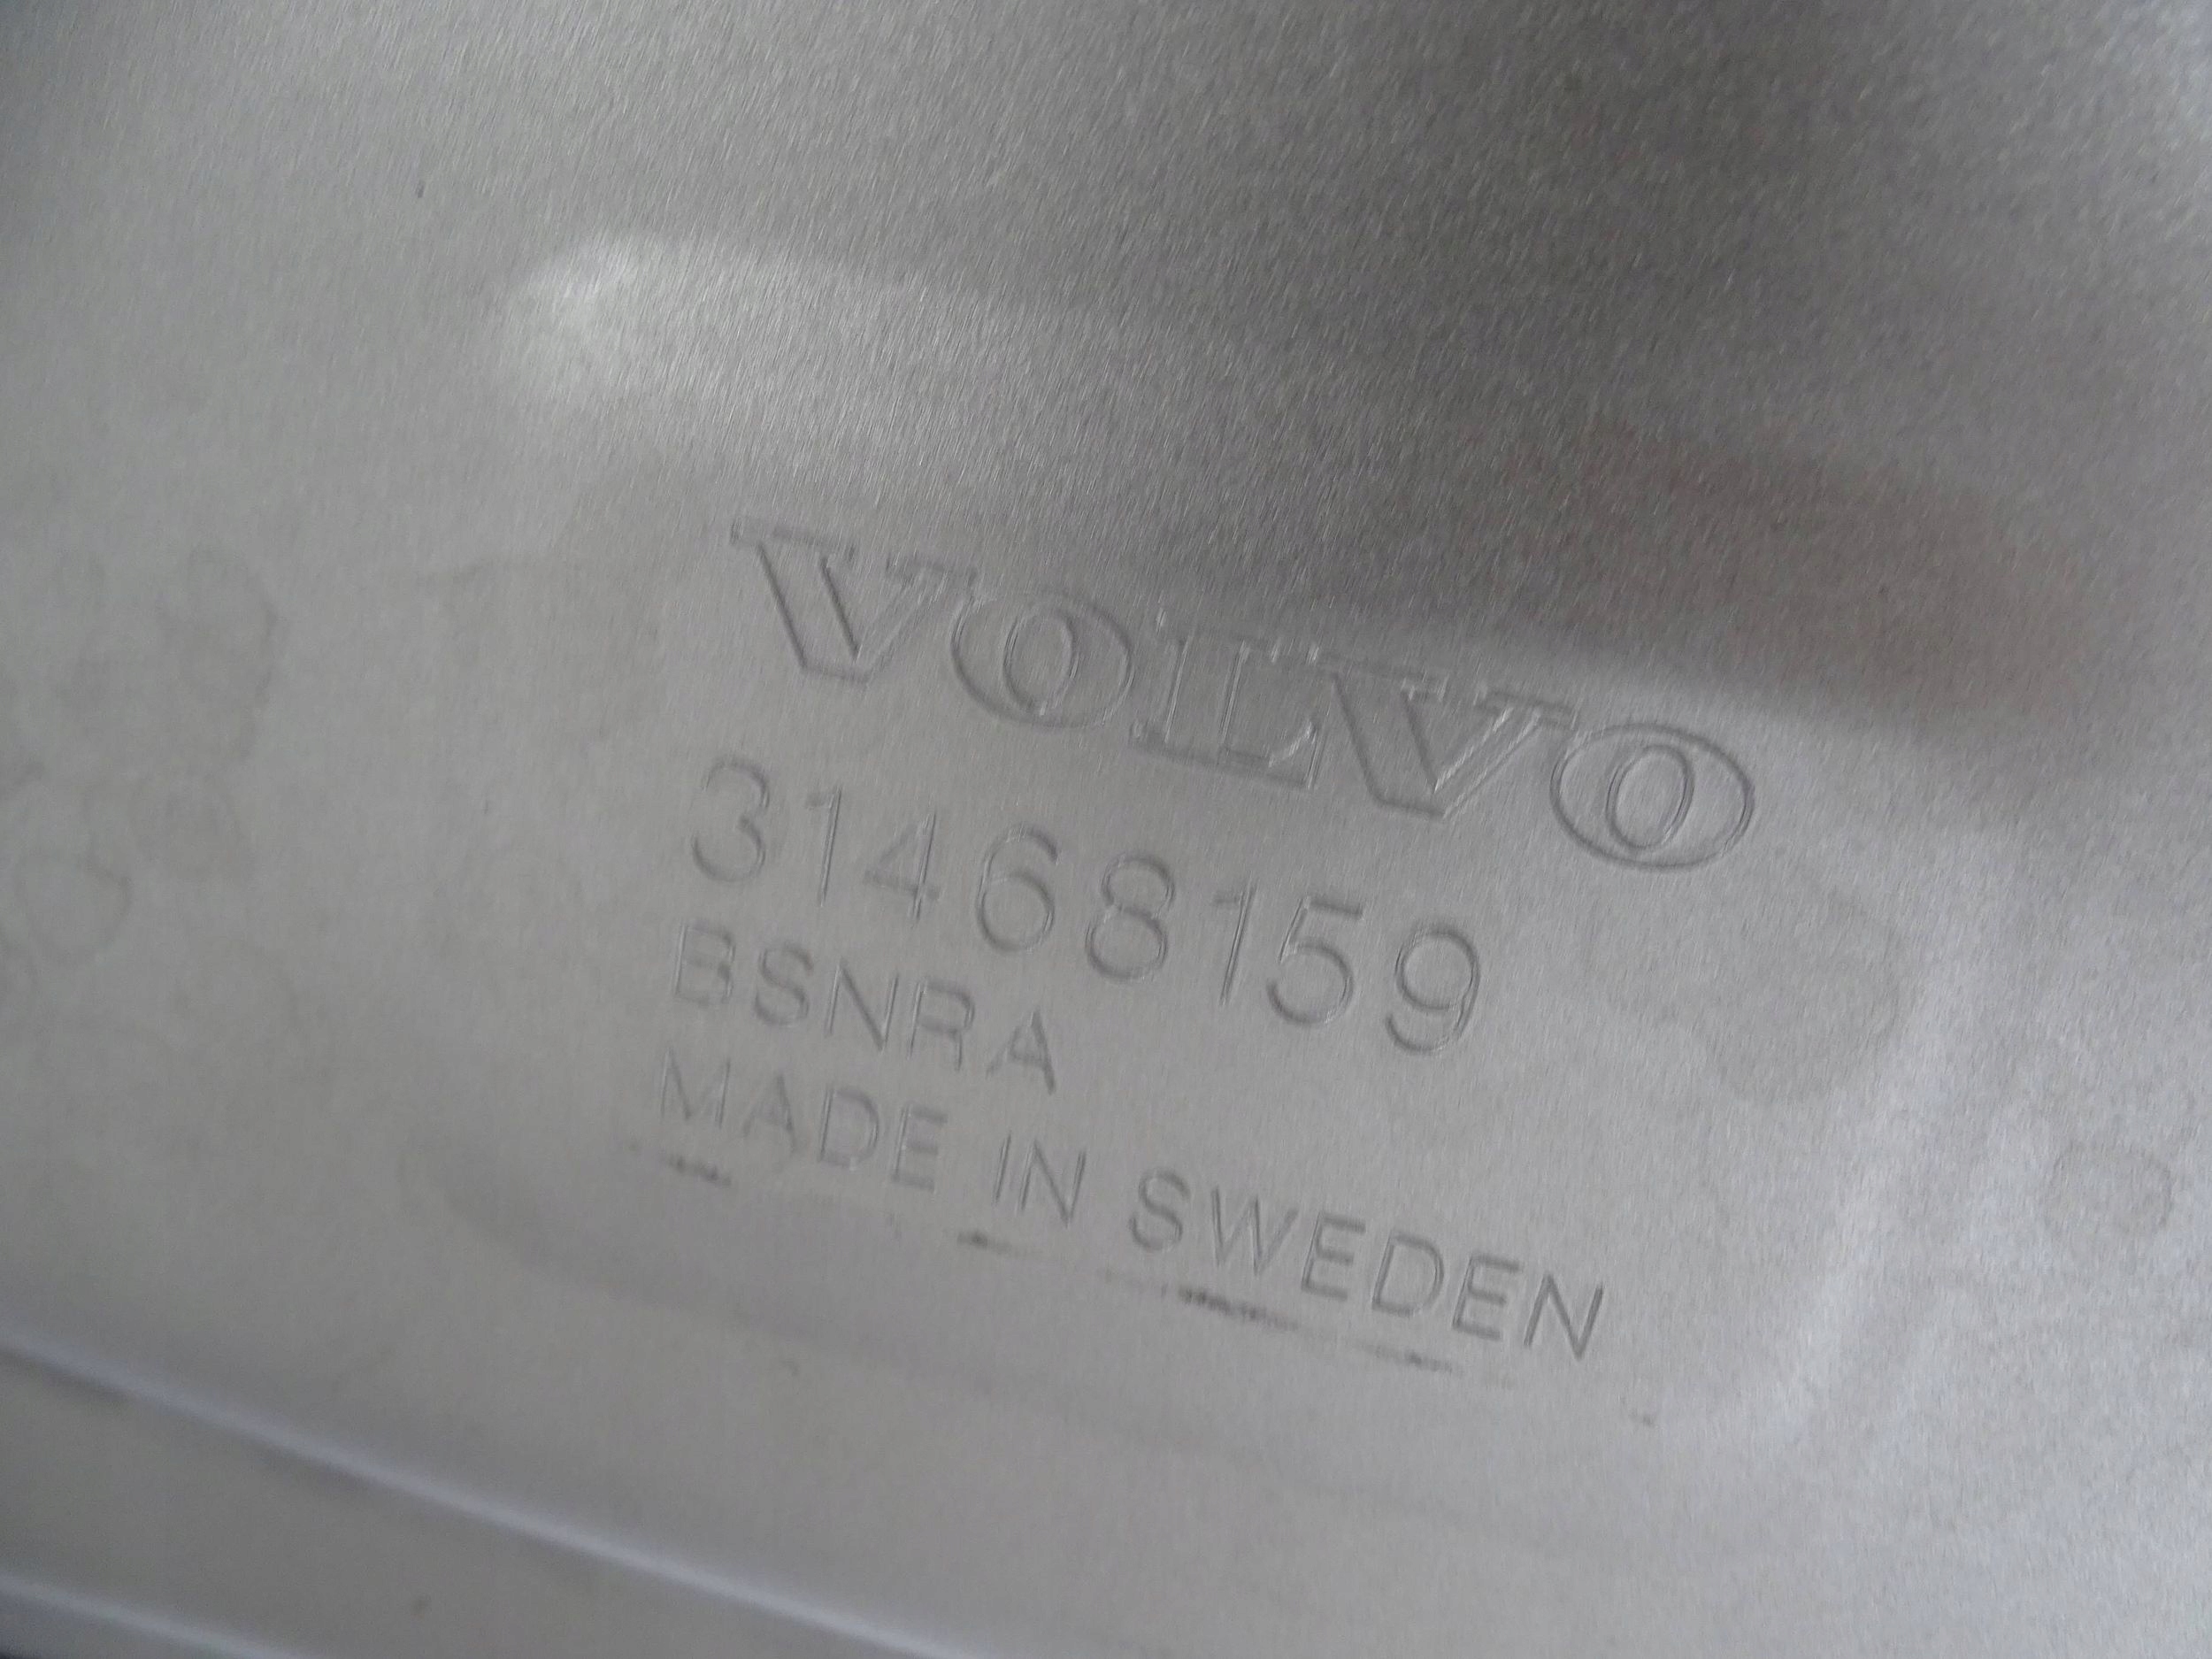 VOLVO
31468159
BSNRA
MADE IN SWEDEN